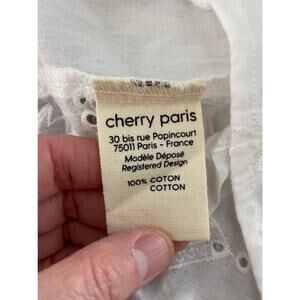 cherry paris
30 bis rue Popincourt
75011 Paris - France
Modèle Déposé
Registered Design
100% COTON
COTTON